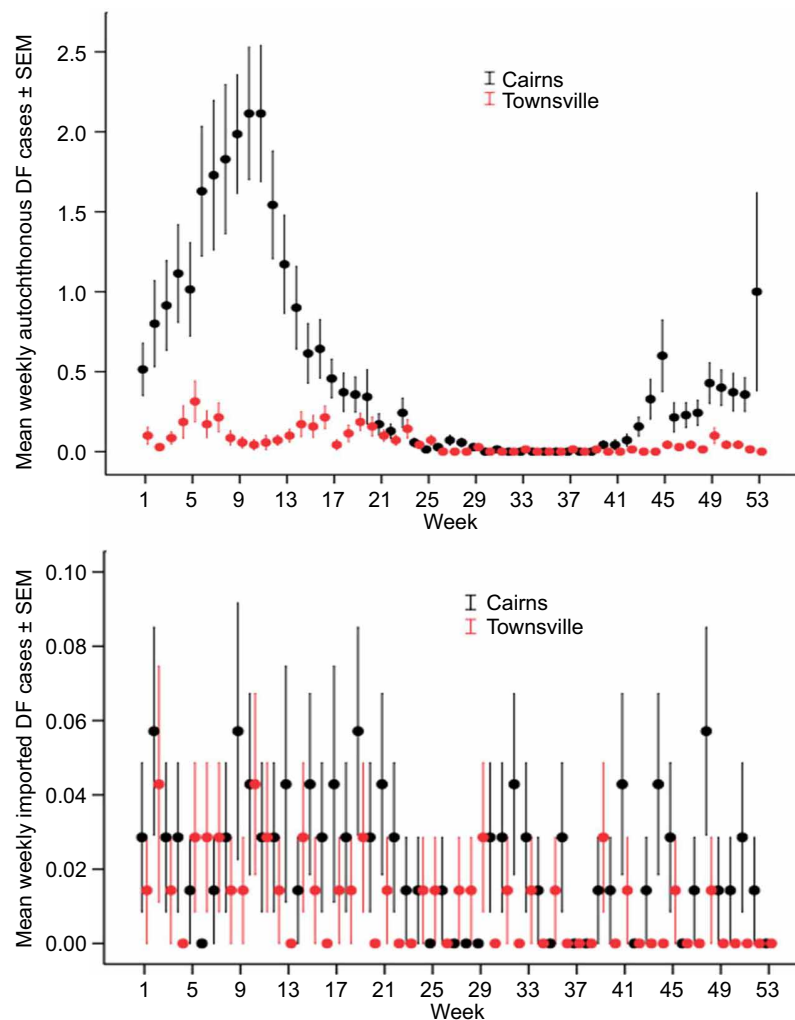 Mean weekly autochthonous DF cases ± SEM
2.5
2.0
1.5
1.0
0.5
0.0
Cairns
Townsville
1 5 9 13 17 21 25 29 33 37 41 45 49 53
Week
Mean weekly imported DF cases ± SEM
0.10
0.08
0.06
0.04
0.02
0.00
Cairns
Townsville
1 5 9 13 17 21 25 29 33 37 41 45 49 53
Week